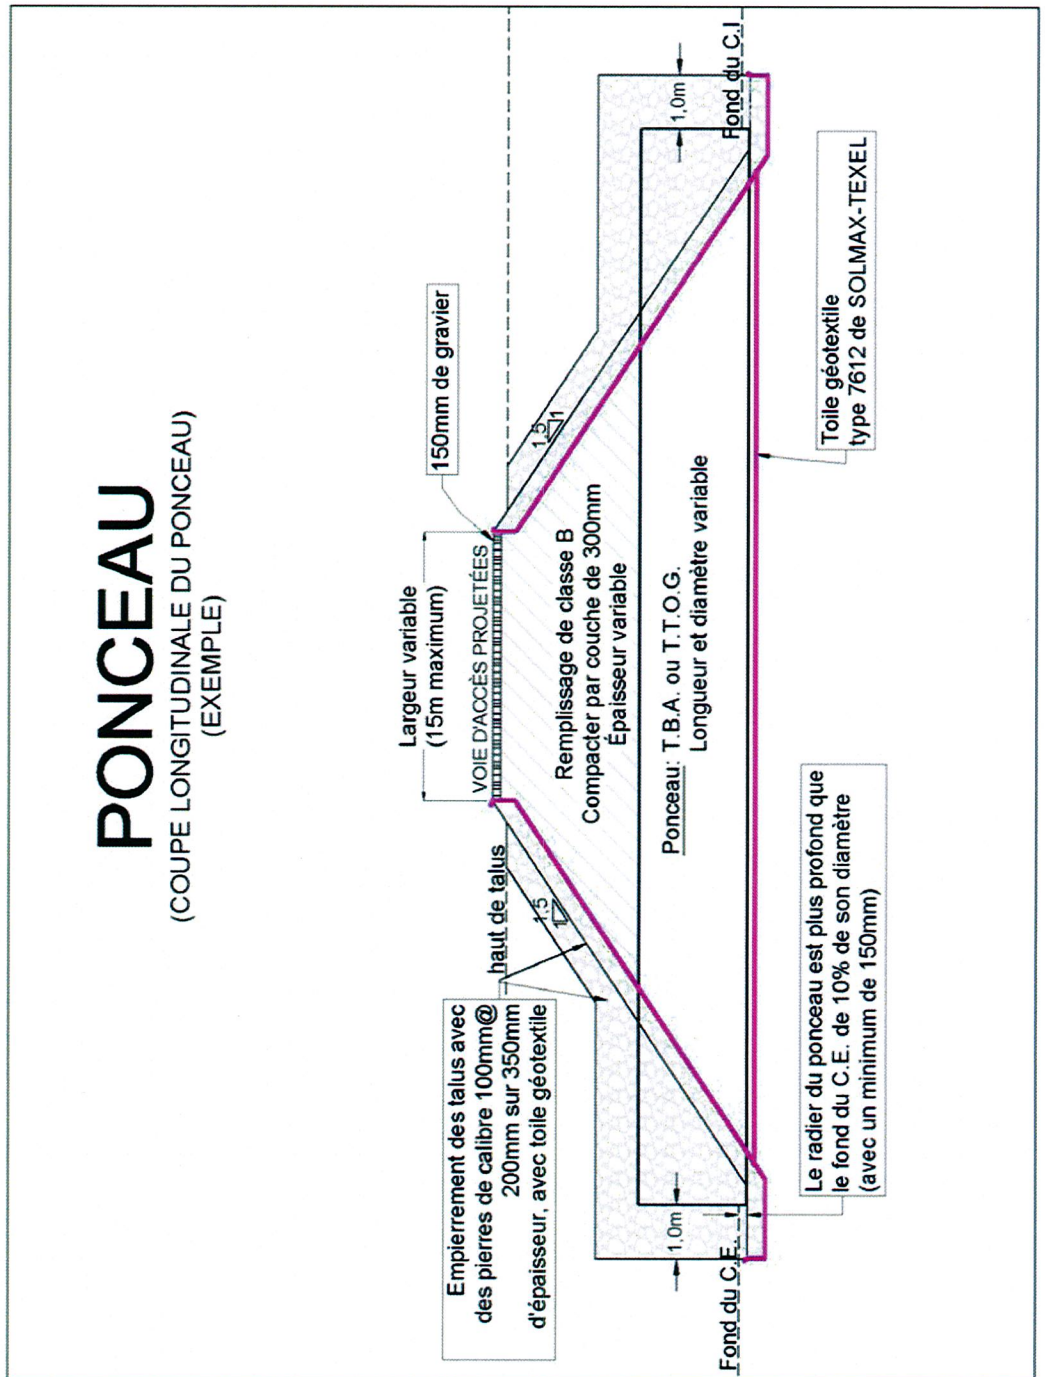 PONCEAU
(COUPE LONGITUDINALE DU PONCEAU)
(EXEMPLE)
Largeur variable
(15m maximum)
150mm de gravier
VOIE D'ACCÈS PROJETÉES
haut de talus
Empierrement des talus avec
des pierres de calibre 100mm@
200mm sur 350mm
d'épaisseur, avec toile géotextile
1,5
1
1,5
1
Remplissage de classe B
Compacter par couche de 300mm
Épaisseur variable
Ponceau: T.B.A. ou T.T.O.G.
Longueur et diamètre variable
1,0m
1,0m
Fond du C.E.
Fond du C.I
Le radier du ponceau est plus profond que
le fond du C.E. de 10% de son diamètre
(avec un minimum de 150mm)
Toile géotextile
type 7612 de SOLMAX-TEXEL